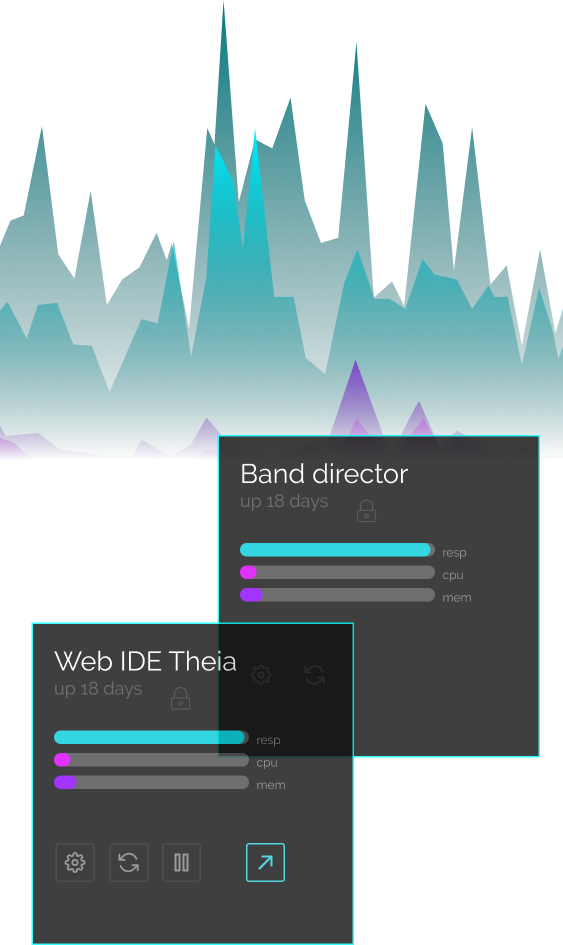 Band director
up 18 days
resp
cpu
mem
Web IDE Theia
up 18 days
resp
cpu
mem